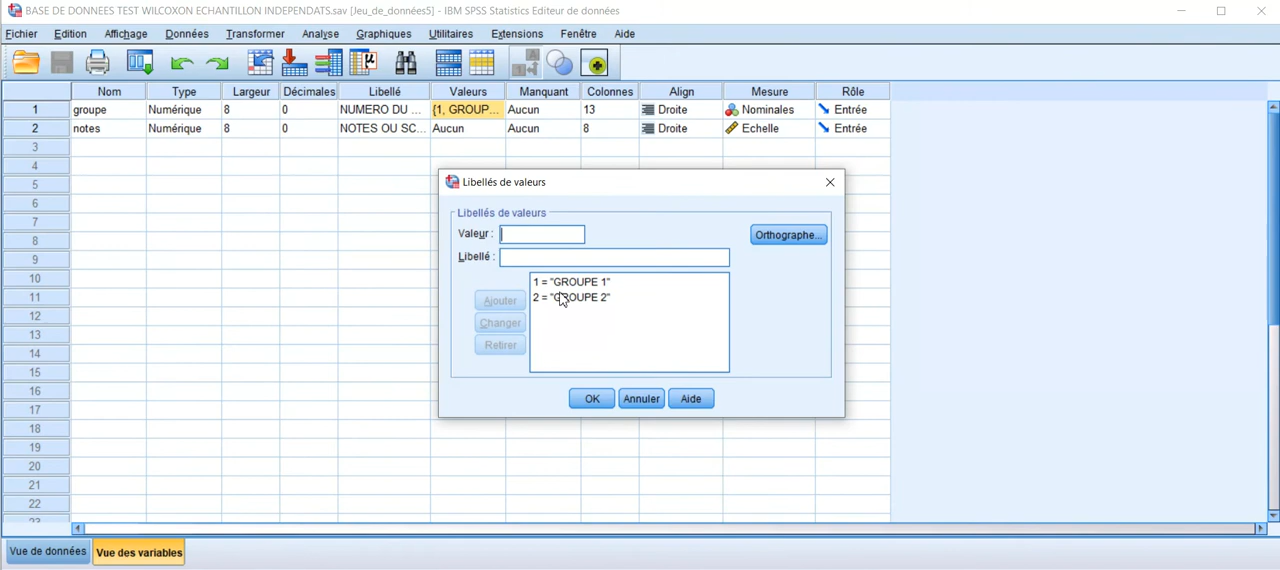 BASE DE DONNEES TEST WILCOXON ECHANTILLON INDEPENDATS.sav [Jeu_de_données5] - IBM SPSS Statistics Editeur de données
Fichier Edition Affichage Données Transformer Analyse Graphiques Utilitaires Extensions Fenêtre Aide
Nom Type Largeur Décimales Libellé Valeurs Manquant Colonnes Align Mesure Rôle
1 groupe Numérique 8 0 NUMERO DU ... {1, GROUP... Aucun 13 Droite Nominales Entrée
2 notes Numérique 8 0 NOTES OU SC... Aucun Aucun 8 Droite Echelle Entrée
3
4
5
6
7
8
9
10
11
12
13
14
15
16
17
18
19
20
21
22
23
Libellés de valeurs
Libellés de valeurs
Valeur : Orthographe...
Libellé :
1 = "GROUPE 1"
2 = "GROUPE 2"
Ajouter
Changer
Retirer
OK Annuler Aide
Vue de données Vue des variables